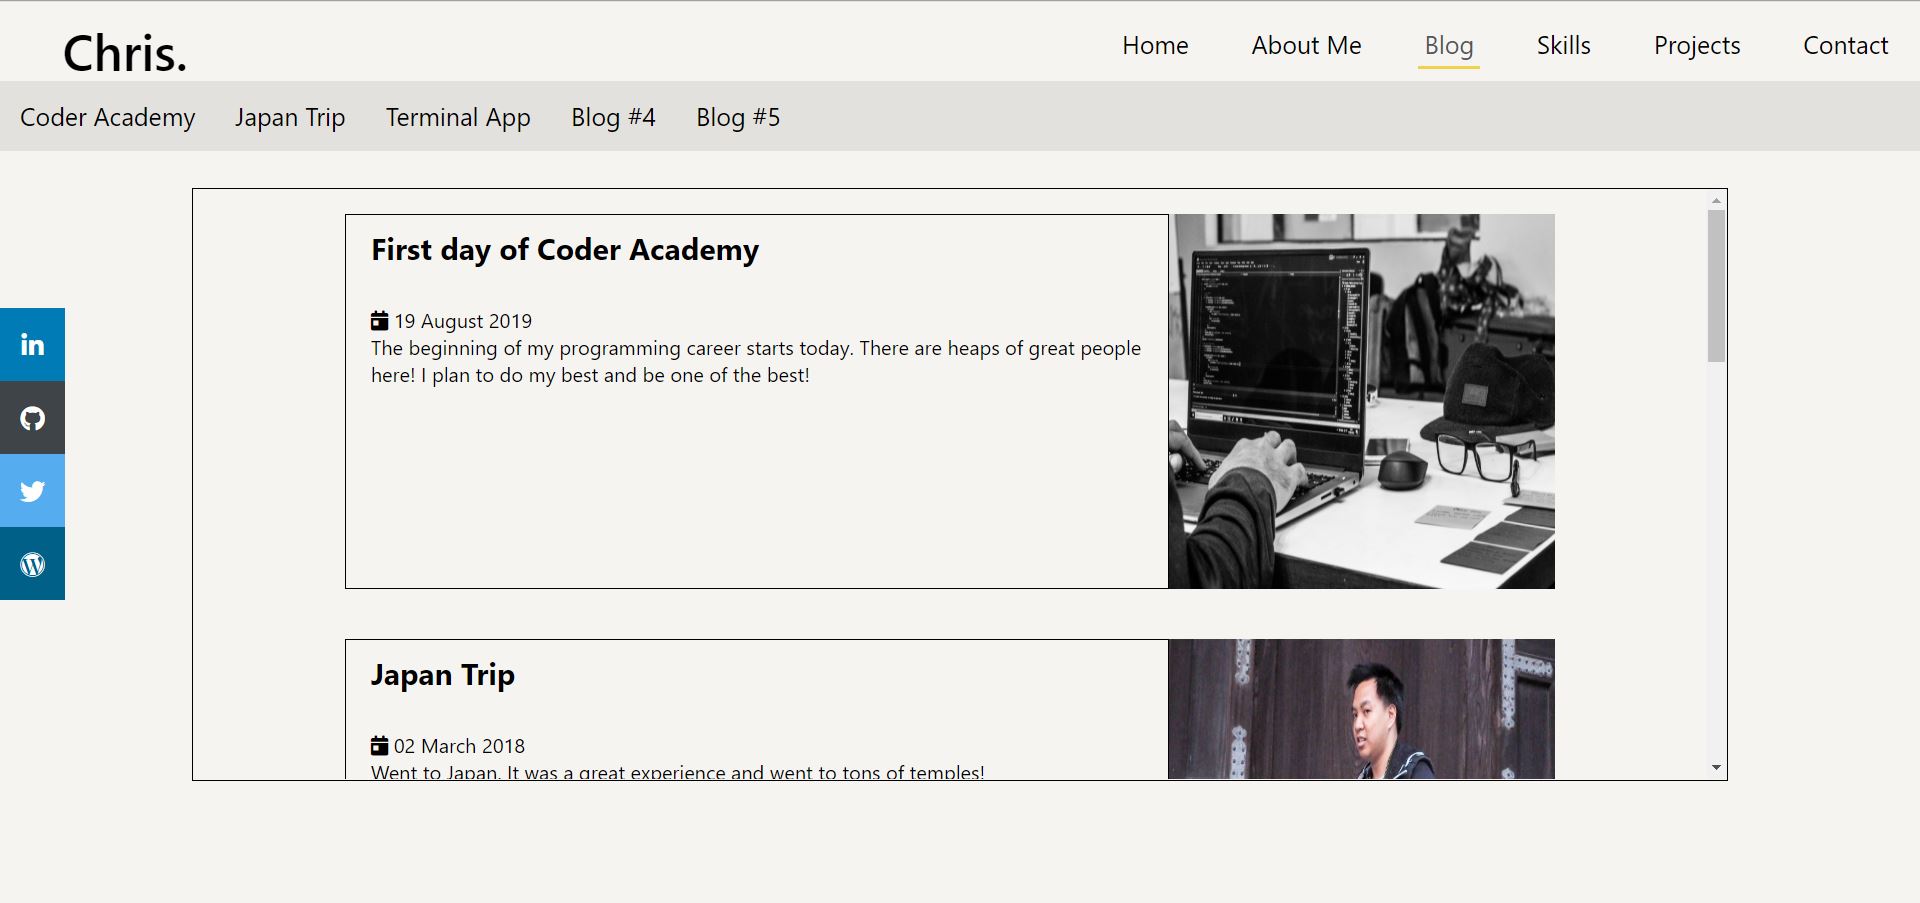 Chris.
Home About Me Blog Skills Projects Contact
Coder Academy Japan Trip Terminal App Blog #4 Blog #5
First day of Coder Academy
19 August 2019
The beginning of my programming career starts today. There are heaps of great people
here! I plan to do my best and be one of the best!
in
Japan Trip
02 March 2018
Went to Japan. It was a great experience and went to tons of temples!